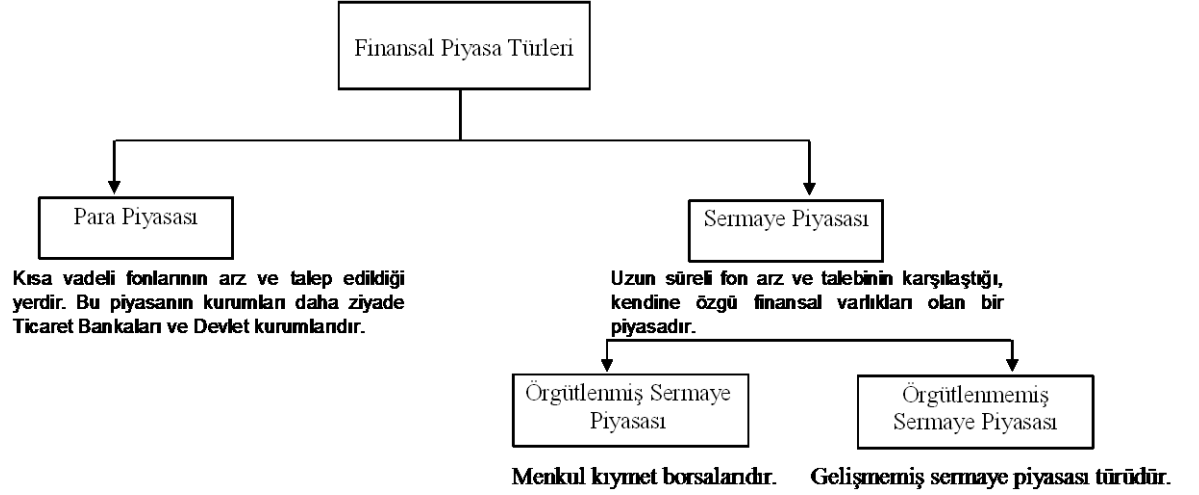 Finansal Piyasa Türleri
Para Piyasası
Sermaye Piyasası
Kısa vadeli fonlarının arz ve talep edildiği
yerdir. Bu piyasanın kurumları daha ziyade
Ticaret Bankaları ve Devlet kurumlarıdır.
Uzun süreli fon arz ve talebinin karşılaştığı,
kendine özgü finansal varlıkları olan bir
piyasadır.
Örgütlenmiş Sermaye
Piyasası
Örgütlenmemiş
Sermaye Piyasası
Menkul kıymet borsalarıdır.
Gelişmemiş sermaye piyasası türüdür.